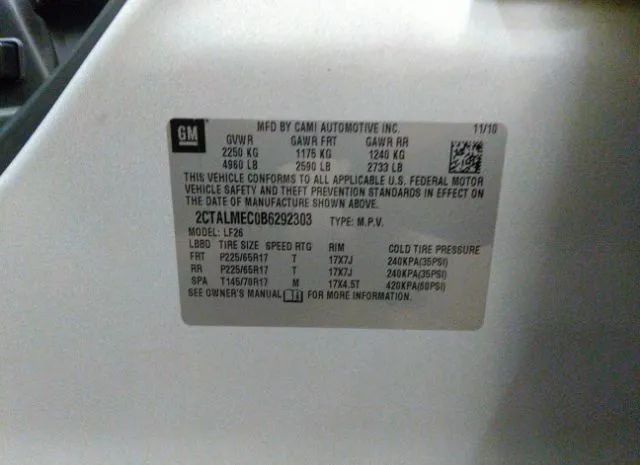 GM
MFD BY CAMI AUTOMOTIVE INC. 11/10
GVWR GAWR FRT GAWR RR
2250 KG 1175 KG 1240 KG
4960 LB 2590 LB 2733 LB
THIS VEHICLE CONFORMS TO ALL APPLICABLE U.S. FEDERAL MOTOR
VEHICLE SAFETY AND THEFT PREVENTION STANDARDS IN EFFECT ON
THE DATE OF MANUFACTURE SHOWN ABOVE.
2CTALMEC0B6292303 TYPE: M.P.V.
MODEL: LF26
LBBD TIRE SIZE SPEED RTG RIM COLD TIRE PRESSURE
FRT P225/65R17 T 17X7J 240KPA(35PSI)
RR P225/65R17 T 17X7J 240KPA(35PSI)
SPA T145/70R17 M 17X4.5T 420KPA(60PSI)
SEE OWNER'S MANUAL FOR MORE INFORMATION.